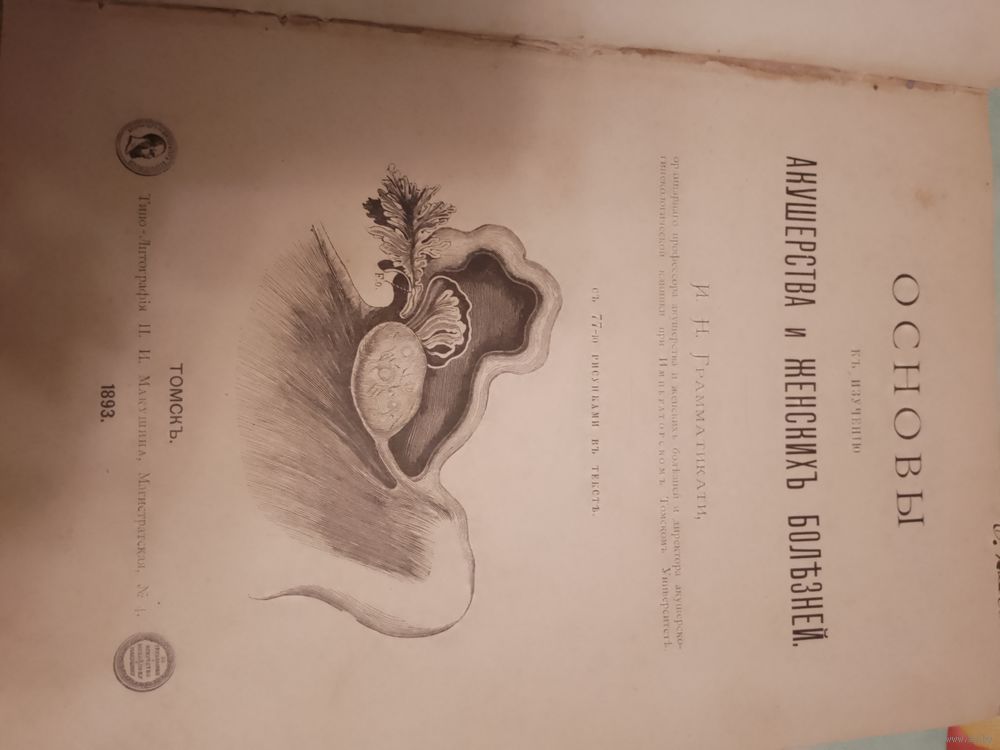 ОСНОВЫ
КЪ ИЗУЧЕНІЮ
АКУШЕРСТВА и ЖЕНСКИХЪ БОЛѢЗНЕЙ.
И. Н. ГРАММАТИКАТИ,
ординарнаго профессора акушерства и женскихъ болѣзней и директора акушерско-
гинекологической клиники при ИМПЕРАТОРСКОМЪ Томскомъ Университетѣ.
съ 77-ю рисунками въ текстѣ.
F.o.
ТОМСКЪ.
Типо-Литографія П. И. Макушина, Магистратская, № 4.
1893.